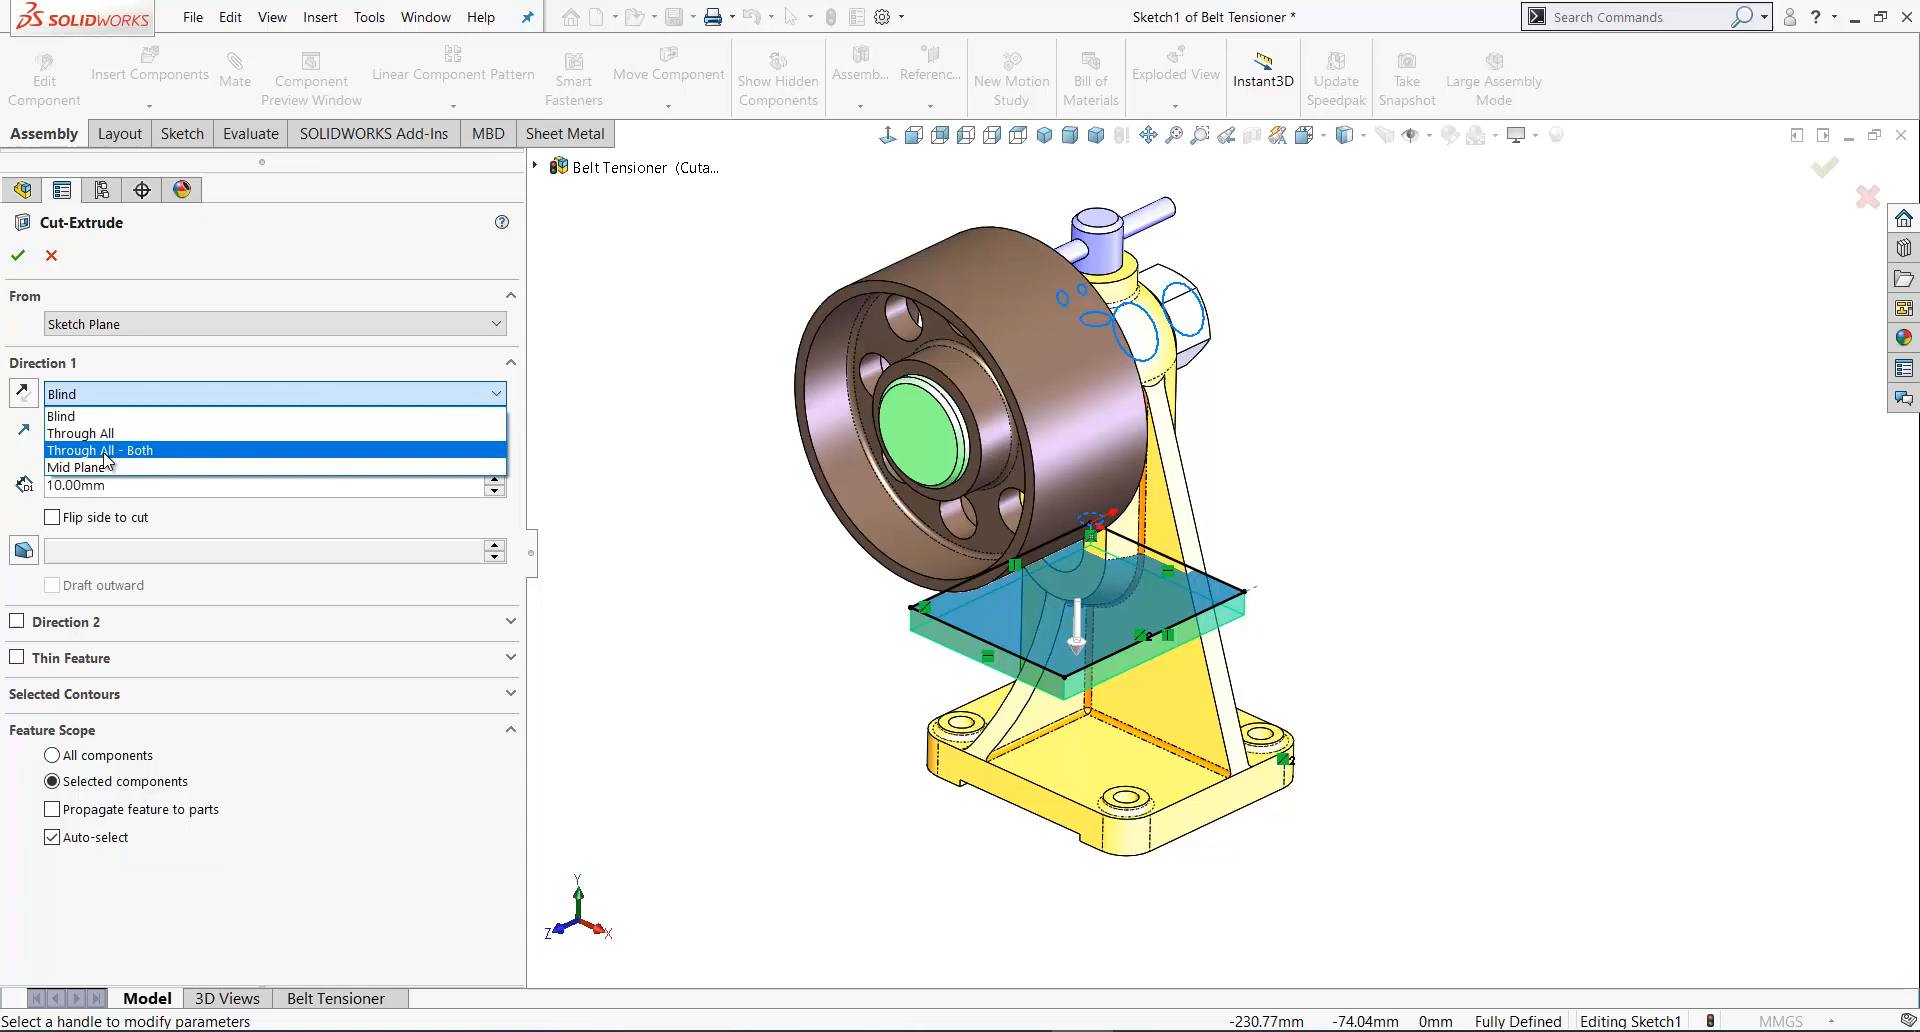 SOLIDWORKS
File Edit View Insert Tools Window Help
Sketch1 of Belt Tensioner *
Search Commands
?
Edit Component
Insert Components
Mate
Component Preview Window
Linear Component Pattern
Smart Fasteners
Move Component
Show Hidden Components
Assemb...
Referenc...
New Motion Study
Bill of Materials
Exploded View
Instant3D
Update Speedpak
Take Snapshot
Large Assembly Mode
Assembly Layout Sketch Evaluate SOLIDWORKS Add-Ins MBD Sheet Metal
Belt Tensioner (Cuta...
Cut-Extrude
?
From
Sketch Plane
Direction 1
Blind
Blind
Through All
Through All - Both
Mid Plane
10.00mm
Flip side to cut
Draft outward
Direction 2
Thin Feature
Selected Contours
Feature Scope
All components
Selected components
Propagate feature to parts
Auto-select
2
2
Y
Z
X
Model 3D Views Belt Tensioner
Select a handle to modify parameters
-230.77mm -74.04mm 0mm Fully Defined Editing Sketch1 MMGS